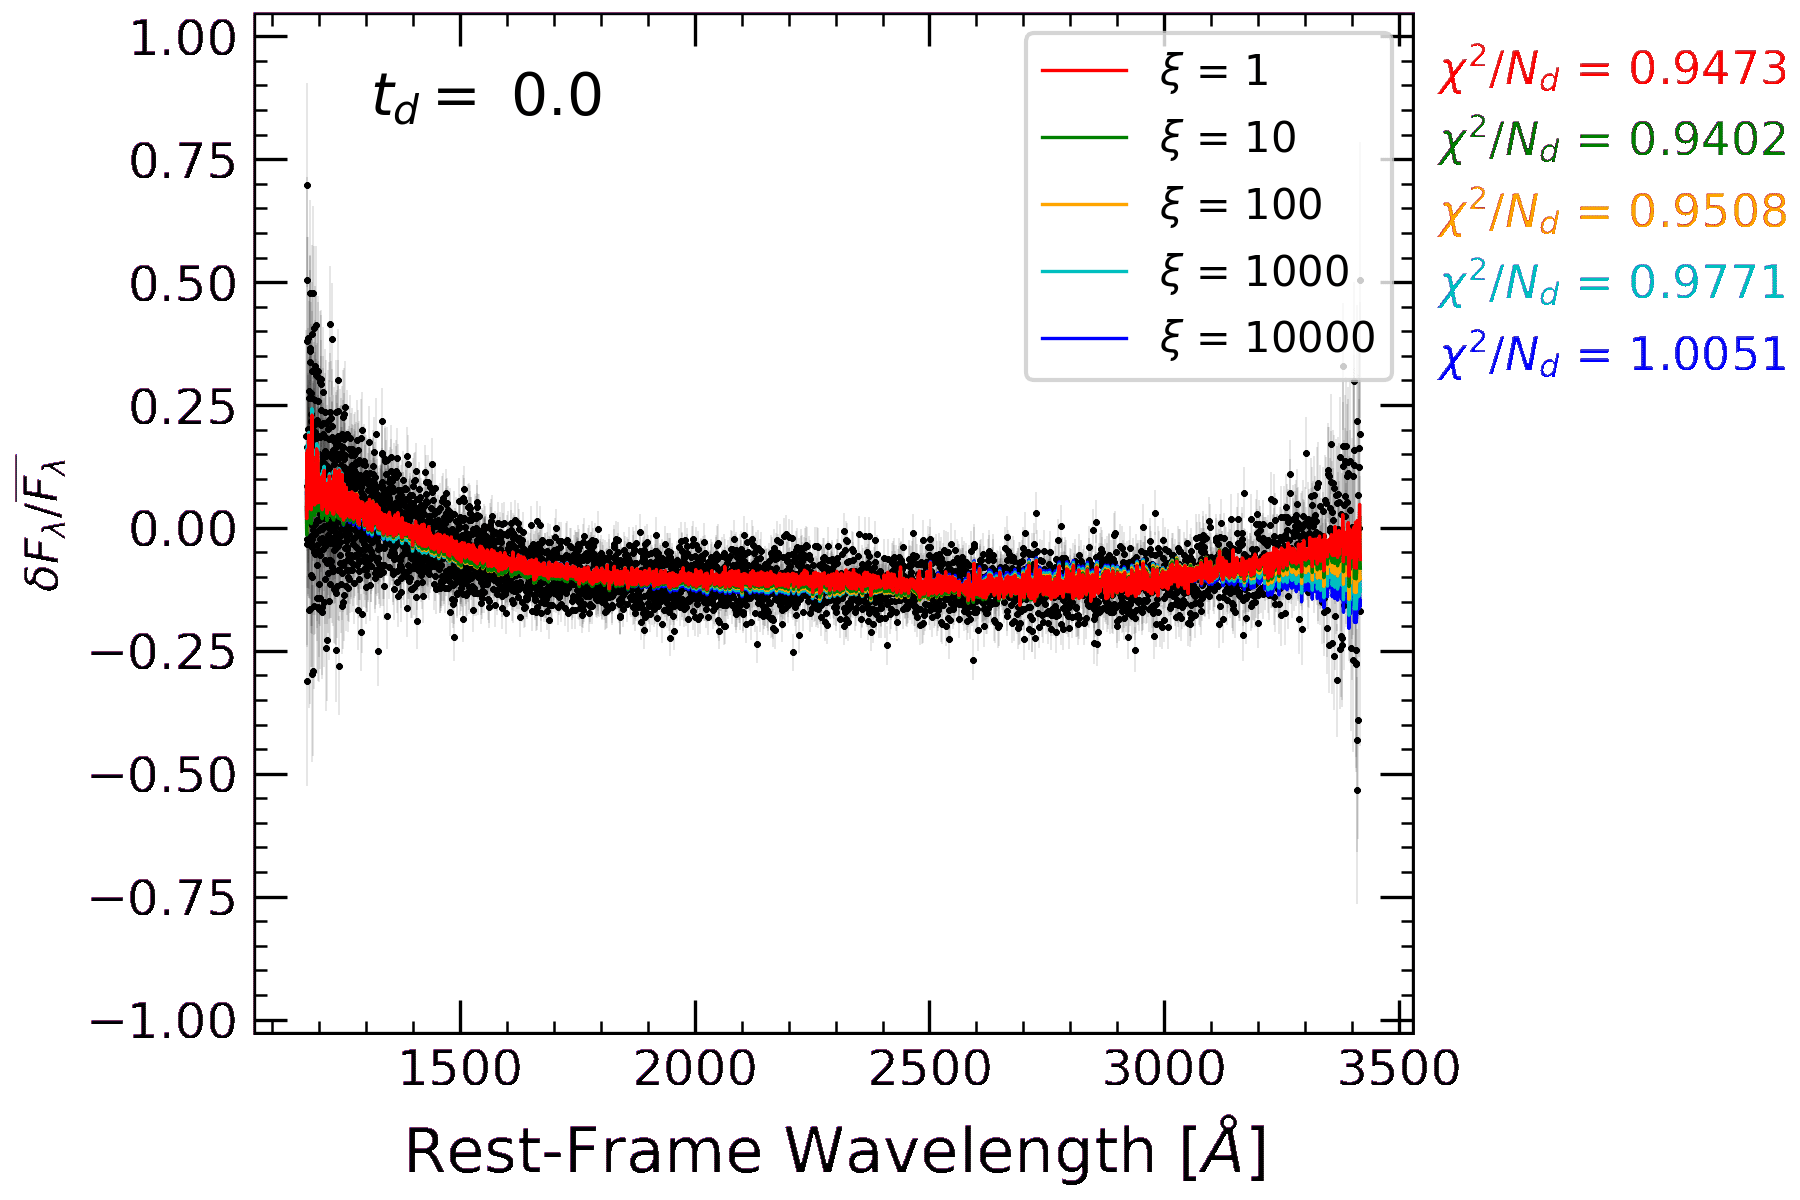 1.00
0.75
0.50
0.25
0.00
−0.25
−0.50
−0.75
−1.00
δF_λ/F̅_λ
t_d = 0.0
ξ = 1
ξ = 10
ξ = 100
ξ = 1000
ξ = 10000
χ²/N_d = 0.9473
χ²/N_d = 0.9402
χ²/N_d = 0.9508
χ²/N_d = 0.9771
χ²/N_d = 1.0051
1500 2000 2500 3000 3500
Rest-Frame Wavelength [Å]